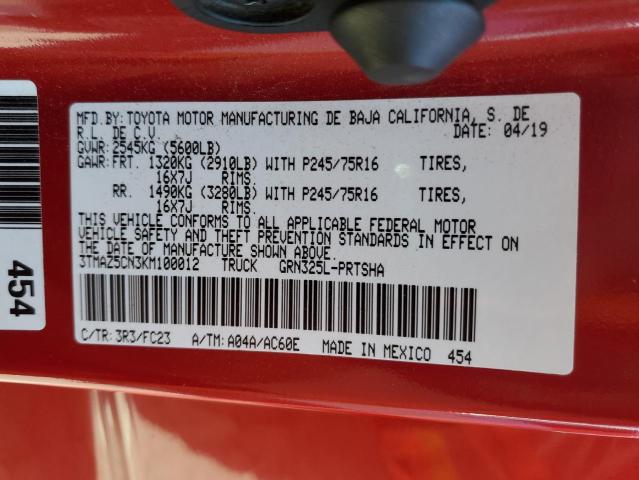 MFD.BY:TOYOTA MOTOR MANUFACTURING DE BAJA CALIFORNIA, S. DE
R.L. DE C.V. DATE: 04/19
GVWR:2545KG (5600LB)
GAWR:FRT. 1320KG (2910LB) WITH P245/75R16 TIRES,
16X7J RIMS.
RR. 1490KG (3280LB) WITH P245/75R16 TIRES,
16X7J RIMS.
THIS VEHICLE CONFORMS TO ALL APPLICABLE FEDERAL MOTOR
VEHICLE SAFETY AND THEFT PREVENTION STANDARDS IN EFFECT ON
THE DATE OF MANUFACTURE SHOWN ABOVE.
3TMAZ5CN3KM100012 TRUCK GRN325L-PRTSHA
C/TR:3R3/FC23 A/TM:A04A/AC60E MADE IN MEXICO 454
454